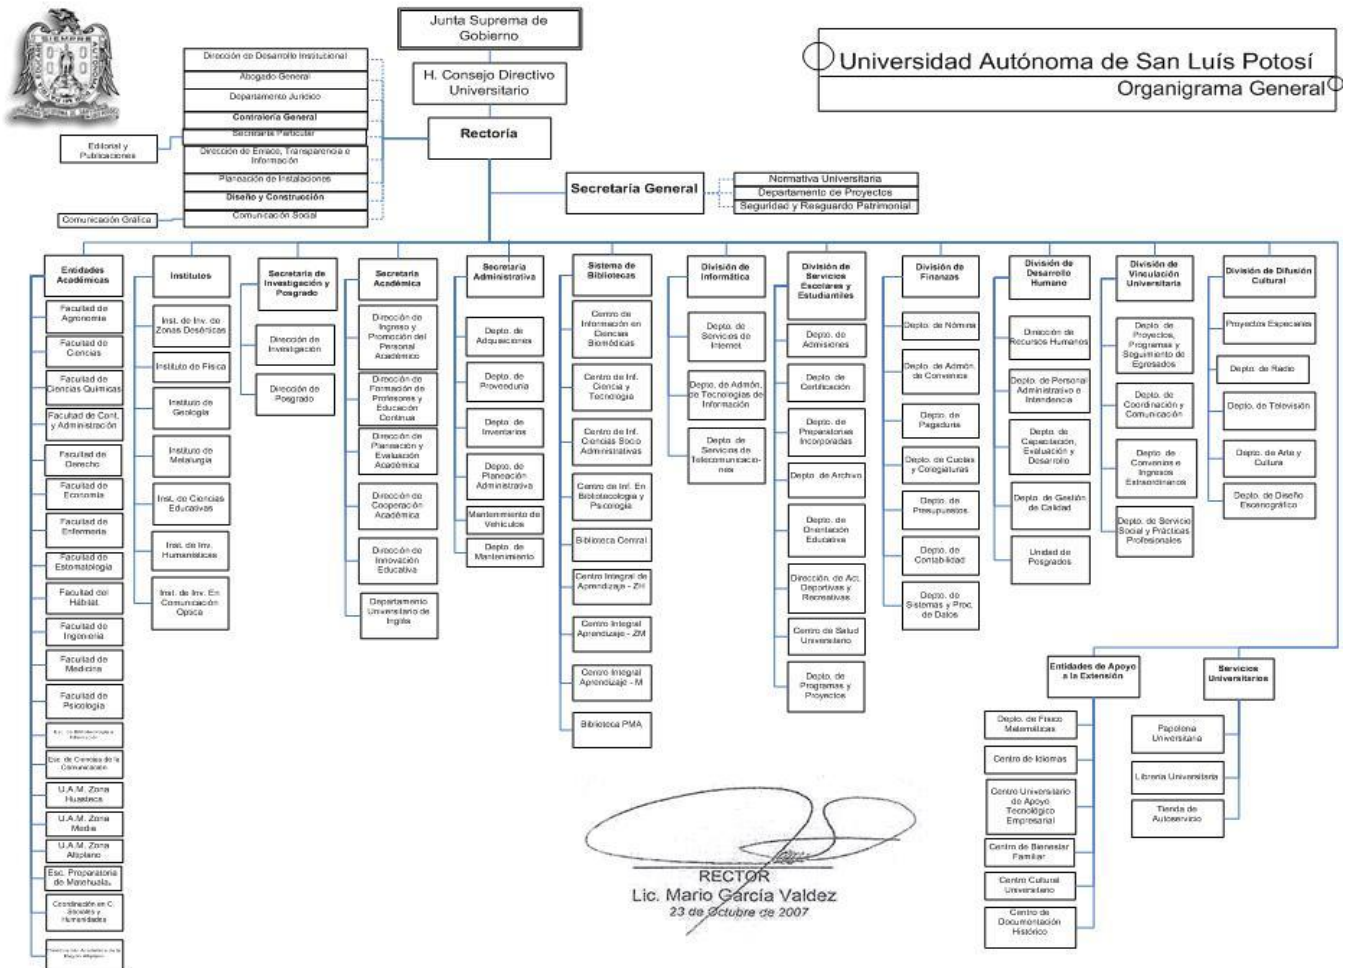 Junta Suprema de
Gobierno
H. Consejo Directivo
Universitario
Rectoría
Universidad Autónoma de San Luís Potosí
Organigrama General
SIEMPRE
AUTONOMA
Dirección de Desarrollo Institucional
Abogado General
Departamento Jurídico
Contraloría General
Secretaría Particular
Dirección de Enlace, Transparencia e
Información
Planeación de Instalaciones
Diseño y Construcción
Comunicación Social
Editorial y
Publicaciones
Comunicación Gráfica
Secretaría General
Normativa Universitaria
Departamento de Proyectos
Seguridad y Resguardo Patrimonial
Entidades
Académicas
Facultad de
Agronomía
Facultad de
Ciencias
Facultad de
Ciencias Químicas
Facultad de Cont.
y Administración
Facultad de
Derecho
Facultad de
Economía
Facultad de
Enfermería
Facultad de
Estomatología
Facultad del
Hábitat
Facultad de
Ingeniería
Facultad de
Medicina
Facultad de
Psicología
Esc. de Ciencias de la
Comunicación
U.A.M. Zona
Huasteca
U.A.M. Zona
Media
U.A.M. Zona
Altiplano
Esc. Preparatoria
de Matehuala.
Coordinación en C.
Sociales y
Humanidades
Institutos
Inst. de Inv. de
Zonas Desérticas
Instituto de Física
Instituto de
Geología
Instituto de
Metalurgia
Inst. de Ciencias
Educativas
Inst. de Inv.
Humanísticas
Inst. de Inv. En
Comunicación
Óptica
Secretaría de
Investigación y
Posgrado
Dirección de
Investigación
Dirección de
Posgrado
Secretaría
Académica
Dirección de
Ingreso y
Promoción del
Personal
Académico
Dirección de
Formación de
Profesores y
Educación
Continua
Dirección de
Planeación y
Evaluación
Académica
Dirección de
Cooperación
Académica
Dirección de
Innovación
Educativa
Departamento
Universitario de
Inglés
Secretaría
Administrativa
Depto. de
Adquisiciones
Depto. de
Proveeduría
Depto. de
Inventarios
Depto. de
Planeación
Administrativa
Mantenimiento de
Vehículos
Depto. de
Mantenimiento
Sistema de
Bibliotecas
Centro de
Información en
Ciencias
Biomédicas
Centro de Inf.
Ciencia y
Tecnología
Centro de Inf.
Ciencias Socio
Administrativas
Centro de Inf. En
Bibliotecología y
Psicología
Biblioteca Central
Centro Integral de
Aprendizaje - ZH
Centro Integral
Aprendizaje - ZM
Centro Integral
Aprendizaje - M
Biblioteca PMA
División de
Informática
Depto. de
Servicios de
Internet
Depto. de Admón.
de Tecnologías de
Información
Depto. de
Servicios de
Telecomunicacio-
nes
División de
Servicios
Escolares y
Estudiantiles
Depto. de
Admisiones
Depto. de
Certificación
Depto. de
Preparatorias
Incorporadas
Depto. de Archivo
Depto. de
Orientación
Educativa
Dirección. de Act.
Deportivas y
Recreativas
Centro de Salud
Universitario
Depto. de
Programas y
Proyectos
División de
Finanzas
Depto. de Nómina
Depto. de Admón.
de Convenios
Depto. de
Pagaduría
Depto. de Cuotas
y Colegiaturas
Depto. de
Presupuestos.
Depto. de
Contabilidad
Depto. de
Sistemas y Proc.
de Datos
División de
Desarrollo
Humano
Dirección de
Recursos Humanos
Depto. de Personal
Administrativo e
Intendencia
Depto. de
Capacitación,
Evaluación y
Desarrollo
Depto. de Gestión
de Calidad
Unidad de
Posgrados
División de
Vinculación
Universitaria
Depto. de
Proyectos,
Programas y
Seguimiento de
Egresados
Depto. de
Coordinación y
Comunicación
Depto. de
Convenios e
Ingresos
Extraordinarios
Depto. de Servicio
Social y Prácticas
Profesionales
División de Difusión
Cultural
Proyectos Especiales
Depto. de Radio
Depto. de Televisión
Depto. de Arte y
Cultura
Depto. de Diseño
Escenográfico
Entidades de Apoyo
a la Extensión
Depto. de Físico
Matemáticas
Centro de Idiomas
Centro Universitario
de Apoyo
Tecnológico
Empresarial
Centro de Bienestar
Familiar
Centro Cultural
Universitario
Centro de
Documentación
Histórico
Servicios
Universitarios
Papelería
Universitaria
Librería Universitaria
Tienda de
Autoservicio
RECTOR
Lic. Mario García Valdez
23 de Octubre de 2007